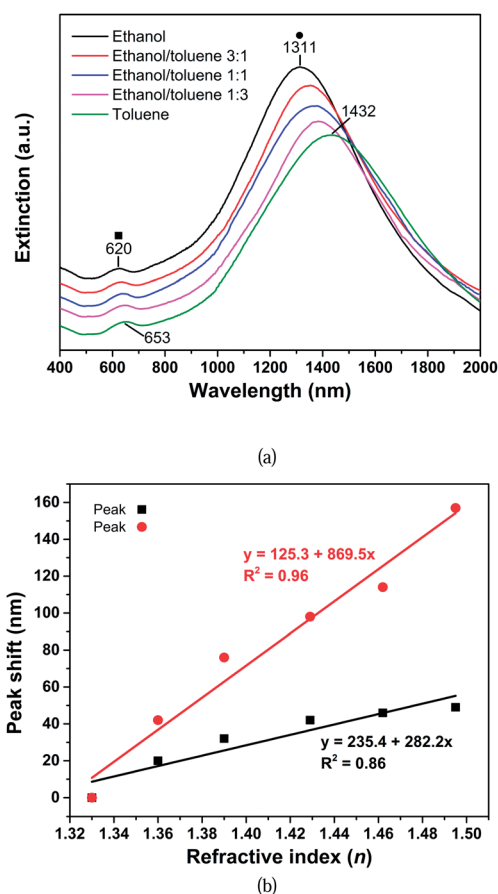 (a)
Ethanol
Ethanol/toluene 3:1
Ethanol/toluene 1:1
Ethanol/toluene 1:3
Toluene
● 1311
1432
■ 620
653
Extinction (a.u.)
400 600 800 1000 1200 1400 1600 1800 2000
Wavelength (nm)
(a)
Peak ■
Peak ●
y = 125.3 + 869.5x
R² = 0.96
y = 235.4 + 282.2x
R² = 0.86
Peak shift (nm)
160
140
120
100
80
60
40
20
0
1.32 1.34 1.36 1.38 1.40 1.42 1.44 1.46 1.48 1.50
Refractive index (n)
(b)